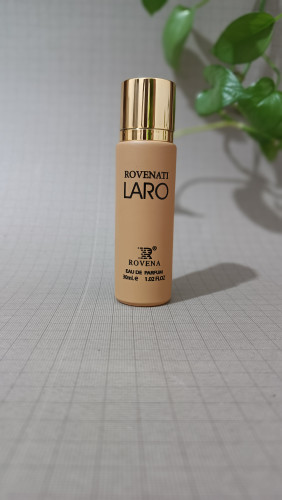 ROVENATI
LARO
R®
ROVENA
EAU DE PARFUM
30mL e 1.02 FL.OZ